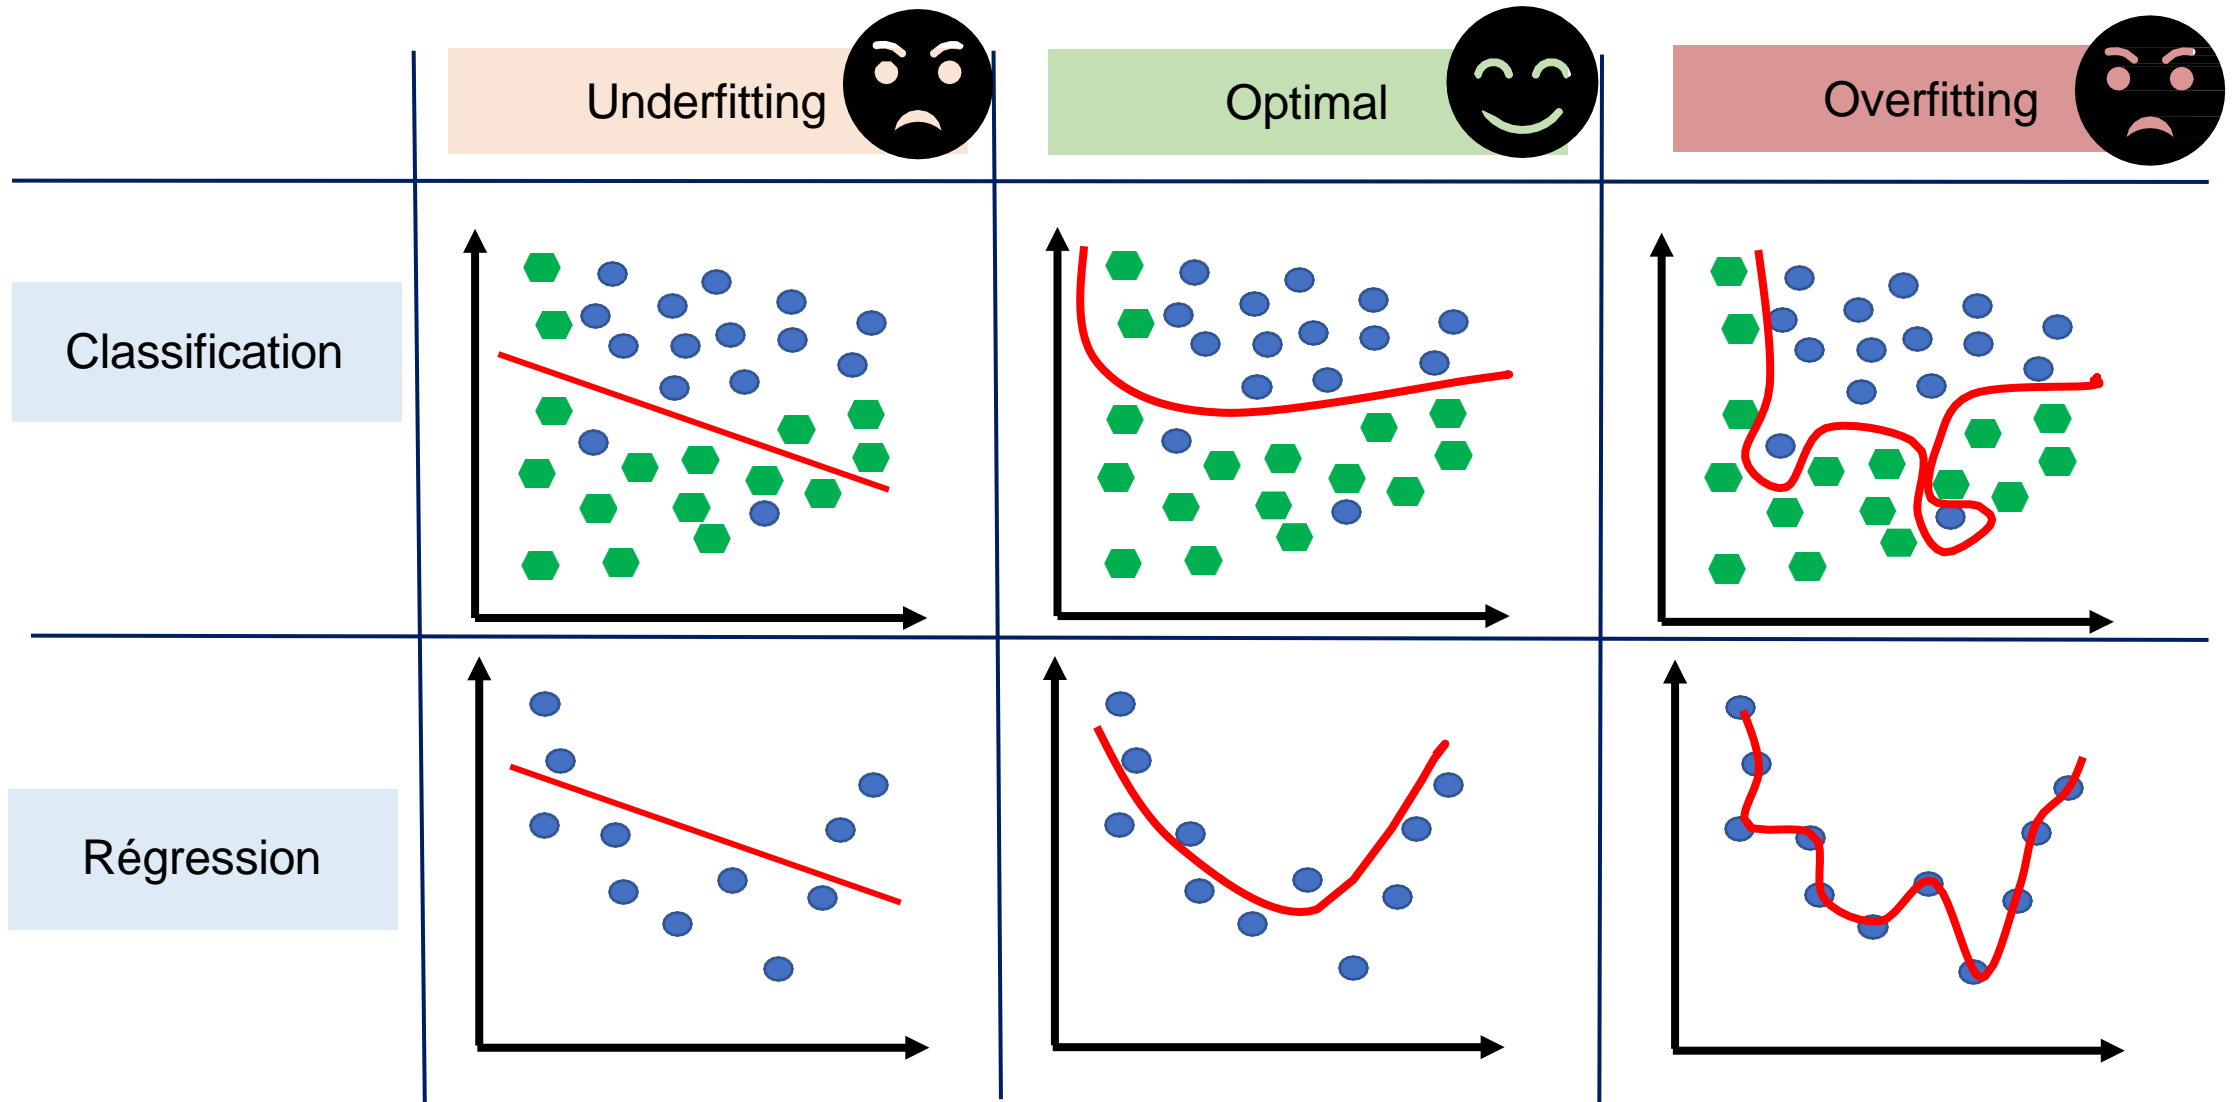 Underfitting
Optimal
Overfitting
Classification
Régression